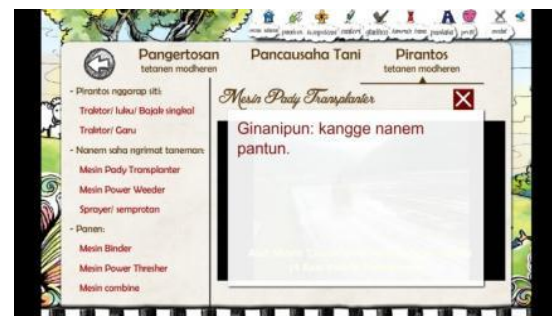 Pangertosan
tetanen modheren
Pancausaha Tani
Pirantos
tetanen modheren
- Pirantos nggarap siti:
Traktor/ luku/ Bajak singkal
Traktor/ Garu
- Nanem saha ngrimat taneman:
Mesin Pady Transplanter
Mesin Power Weeder
Sprayer/ semprotan
- Panen:
Mesin Binder
Mesin Power Thresher
Mesin combine
Mesin Pady Transplanter
X
Ginanipun: kangge nanem
pantun.